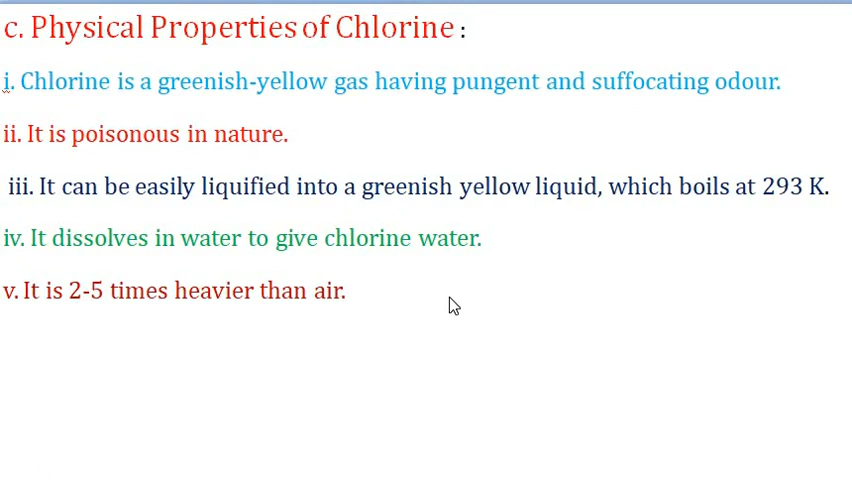 c. Physical Properties of Chlorine :
i. Chlorine is a greenish-yellow gas having pungent and suffocating odour.
ii. It is poisonous in nature.
iii. It can be easily liquified into a greenish yellow liquid, which boils at 293 K.
iv. It dissolves in water to give chlorine water.
v. It is 2-5 times heavier than air.